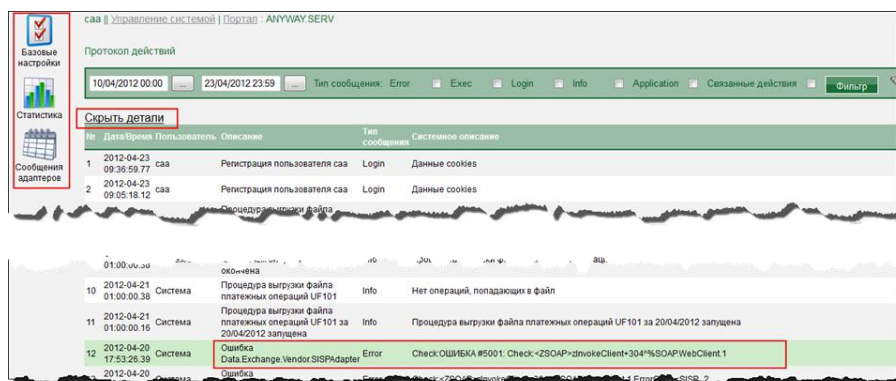 саа || Управление системой | Портал : ANYWAY.SERV
Базовые
настройки
Протокол действий
10/04/2012 00:00 ... 23/04/2012 23:59 ... Тип сообщения: Error Exec Login Info Application Связанные действия Фильтр
Статистика
Скрыть детали
№ Дата/Время Пользователь Описание Тип сообщения Системное описание
Сообщения
адаптеров
1 2012-04-23 09:36:59.77 саа Регистрация пользователя саа Login Данные cookies
2 2012-04-23 09:05:18.12 саа Регистрация пользователя саа Login Данные cookies
Процедура выгрузки файла
01:00:00.38
окончена
10 2012-04-21 01:00:00.38 Система Процедура выгрузки файла платежных операций UF101 Info Нет операций, попадающих в файл
11 2012-04-21 01:00:00.16 Система Процедура выгрузки файла платежных операций UF101 за 20/04/2012 запущена Info Процедура выгрузки файла платежных операций UF101 за 20/04/2012 запущена
12 2012-04-20 17:53:26.39 Система Ошибка Data.Exchange.Vendor.SISPAdapter Error Check:ОШИБКА #5001: Check:<ZSOAP>zInvokeClient+304^%SOAP.WebClient.1
2012-04-20 Система Ошибка